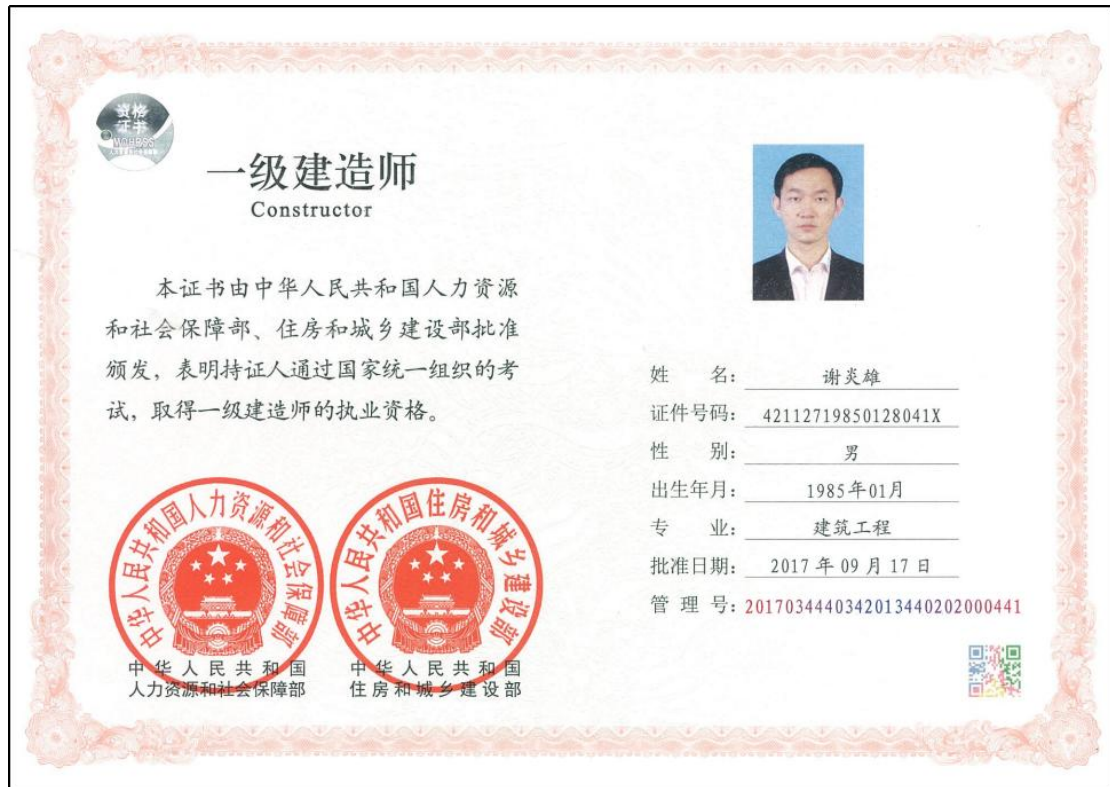 资格
证书
一级建造师
Constructor
本证书由中华人民共和国人力资源
和社会保障部、住房和城乡建设部批准
颁发，表明持证人通过国家统一组织的考
试，取得一级建造师的执业资格。
中华人民共和国人力资源和社会保障部
中华人民共和国住房和城乡建设部
中华人民共和国
人力资源和社会保障部
中华人民共和国
住房和城乡建设部
姓名：谢炎雄
证件号码：42112719850128041X
性别：男
出生年月：1985年01月
专业：建筑工程
批准日期：2017年09月17日
管理号：2017034440342013440202000441